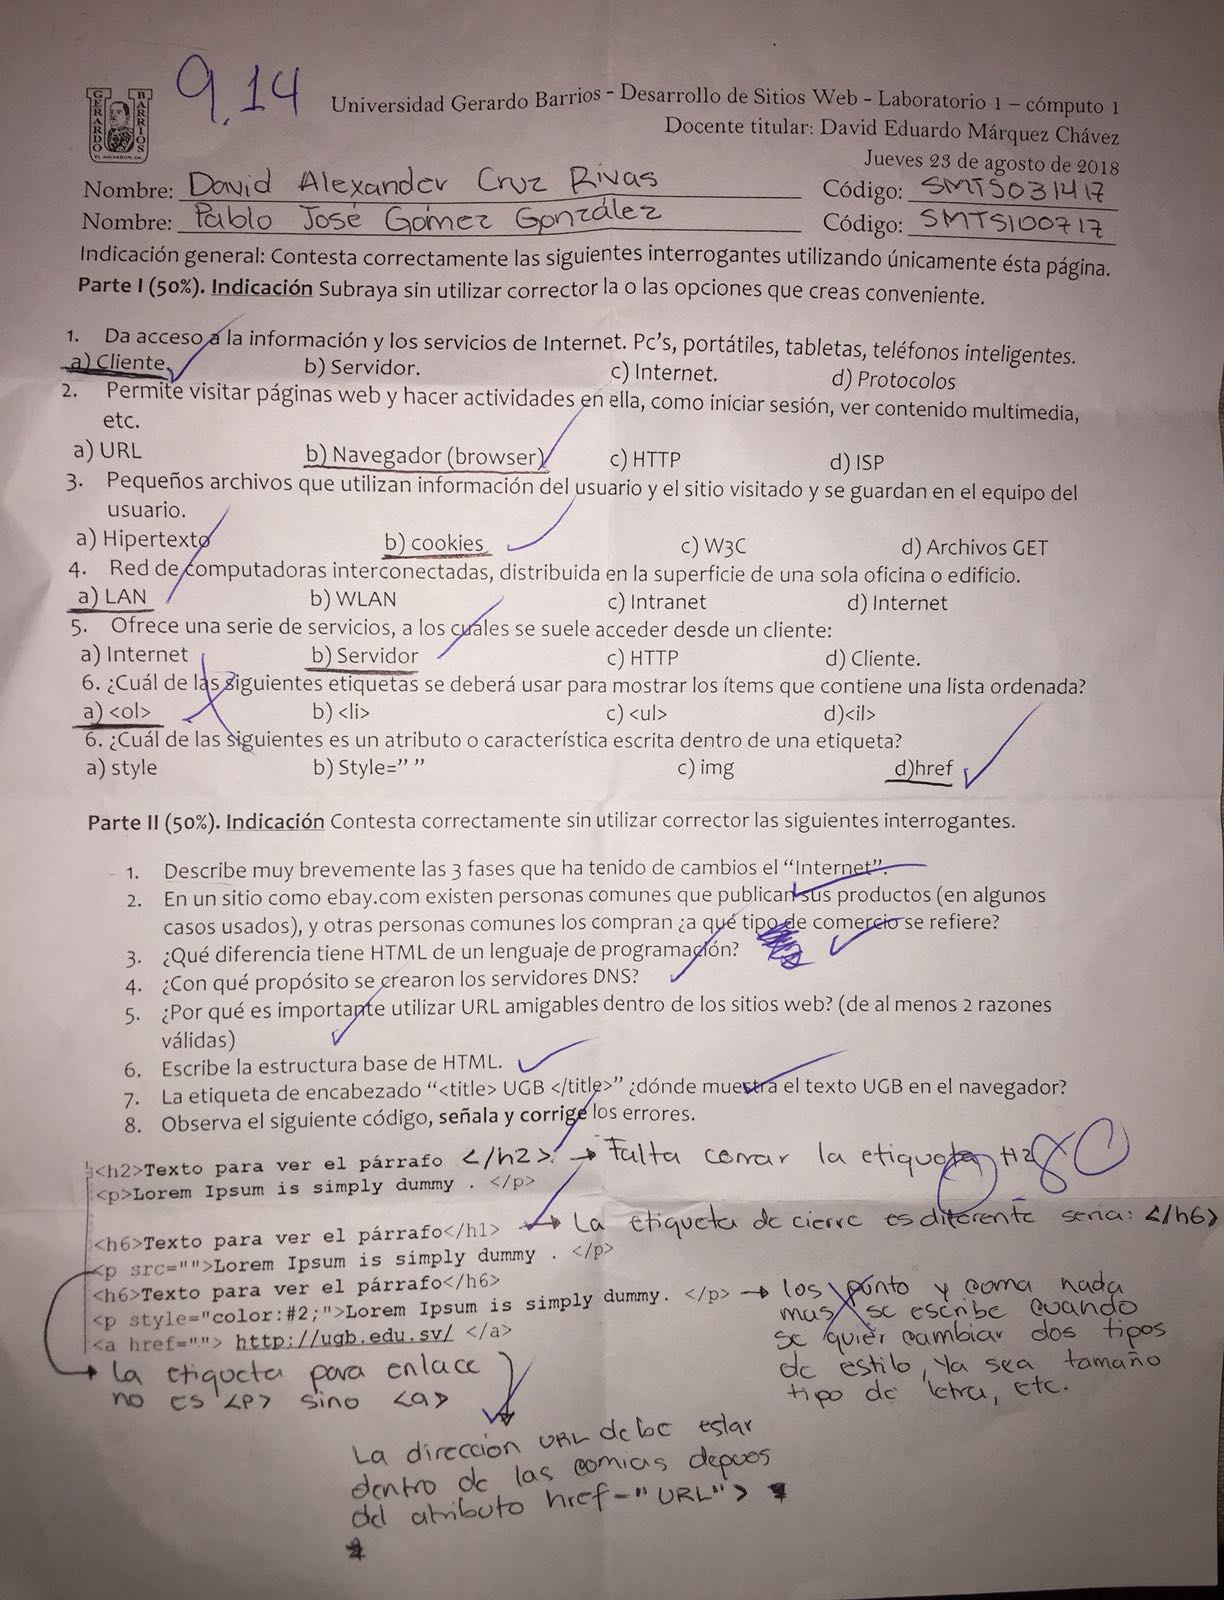 9.14
GERARDO BARRIOS
EL SALVADOR, CA.
Universidad Gerardo Barrios - Desarrollo de Sitios Web - Laboratorio 1 – cómputo 1
Docente titular: David Eduardo Márquez Chávez
Jueves 23 de agosto de 2018
Nombre: David Alexander Cruz Rivas Código: SMTS031417
Nombre: Pablo José Gómez González Código: SMTS100717
Indicación general: Contesta correctamente las siguientes interrogantes utilizando únicamente ésta página.
Parte I (50%). Indicación Subraya sin utilizar corrector la o las opciones que creas conveniente.
1. Da acceso a la información y los servicios de Internet. Pc's, portátiles, tabletas, teléfonos inteligentes.
a) Cliente. b) Servidor. c) Internet. d) Protocolos
2. Permite visitar páginas web y hacer actividades en ella, como iniciar sesión, ver contenido multimedia,
etc.
a) URL b) Navegador (browser) c) HTTP d) ISP
3. Pequeños archivos que utilizan información del usuario y el sitio visitado y se guardan en el equipo del
usuario.
a) Hipertexto b) cookies c) W3C d) Archivos GET
4. Red de computadoras interconectadas, distribuida en la superficie de una sola oficina o edificio.
a) LAN b) WLAN c) Intranet d) Internet
5. Ofrece una serie de servicios, a los cuáles se suele acceder desde un cliente:
a) Internet b) Servidor c) HTTP d) Cliente.
6. ¿Cuál de las siguientes etiquetas se deberá usar para mostrar los ítems que contiene una lista ordenada?
a) <ol> b) <li> c) <ul> d)<il>
6. ¿Cuál de las siguientes es un atributo o característica escrita dentro de una etiqueta?
a) style b) Style=” ” c) img d)href
Parte II (50%). Indicación Contesta correctamente sin utilizar corrector las siguientes interrogantes.
1. Describe muy brevemente las 3 fases que ha tenido de cambios el “Internet”.
2. En un sitio como ebay.com existen personas comunes que publican sus productos (en algunos
casos usados), y otras personas comunes los compran ¿a qué tipo de comercio se refiere?
3. ¿Qué diferencia tiene HTML de un lenguaje de programación?
4. ¿Con qué propósito se crearon los servidores DNS?
5. ¿Por qué es importante utilizar URL amigables dentro de los sitios web? (de al menos 2 razones
válidas)
6. Escribe la estructura base de HTML.
7. La etiqueta de encabezado “<title> UGB </title>” ¿dónde muestra el texto UGB en el navegador?
8. Observa el siguiente código, señala y corrige los errores.
<h2>Texto para ver el párrafo </h2> → Falta cerrar la etiqueta H2
<p>Lorem Ipsum is simply dummy . </p>
<h6>Texto para ver el párrafo</h1> → La etiqueta de cierre es diferente seria: </h6>
<p src="">Lorem Ipsum is simply dummy . </p>
<h6>Texto para ver el párrafo</h6>
<p style="color:#2;">Lorem Ipsum is simply dummy. </p> → los punto y coma nada
mas se escribe cuando
se quier cambiar dos tipos
de estilo, Ya sea tamaño
tipo de letra, etc.
<a href=""> http://ugb.edu.sv/ </a>
→ la etiqueta para enlace
no es <P> sino <a>
La dirección URL debe estar
dentro de las comias depues
del atributo href="URL">